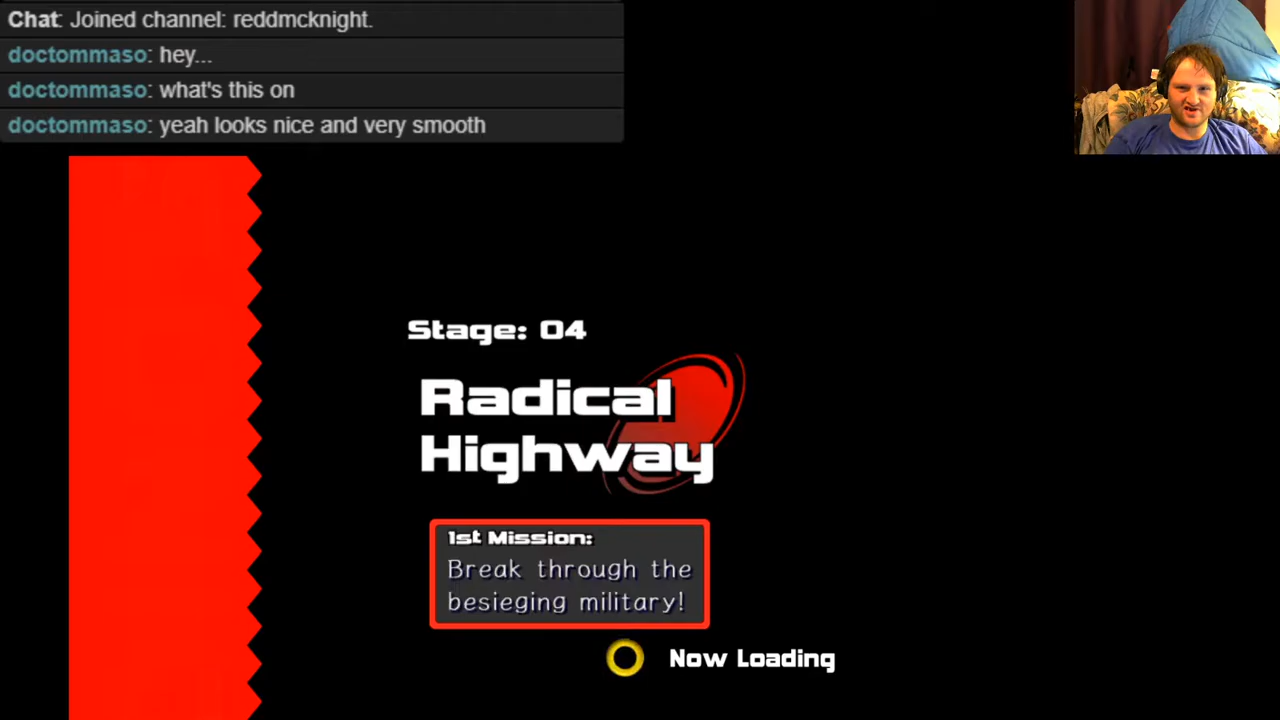 Chat: Joined channel: reddmcknight.
doctommaso: hey...
doctommaso: what's this on
doctommaso: yeah looks nice and very smooth
Stage: 04
Radical
Highway
1st Mission:
Break through the
besieging military!
Now Loading